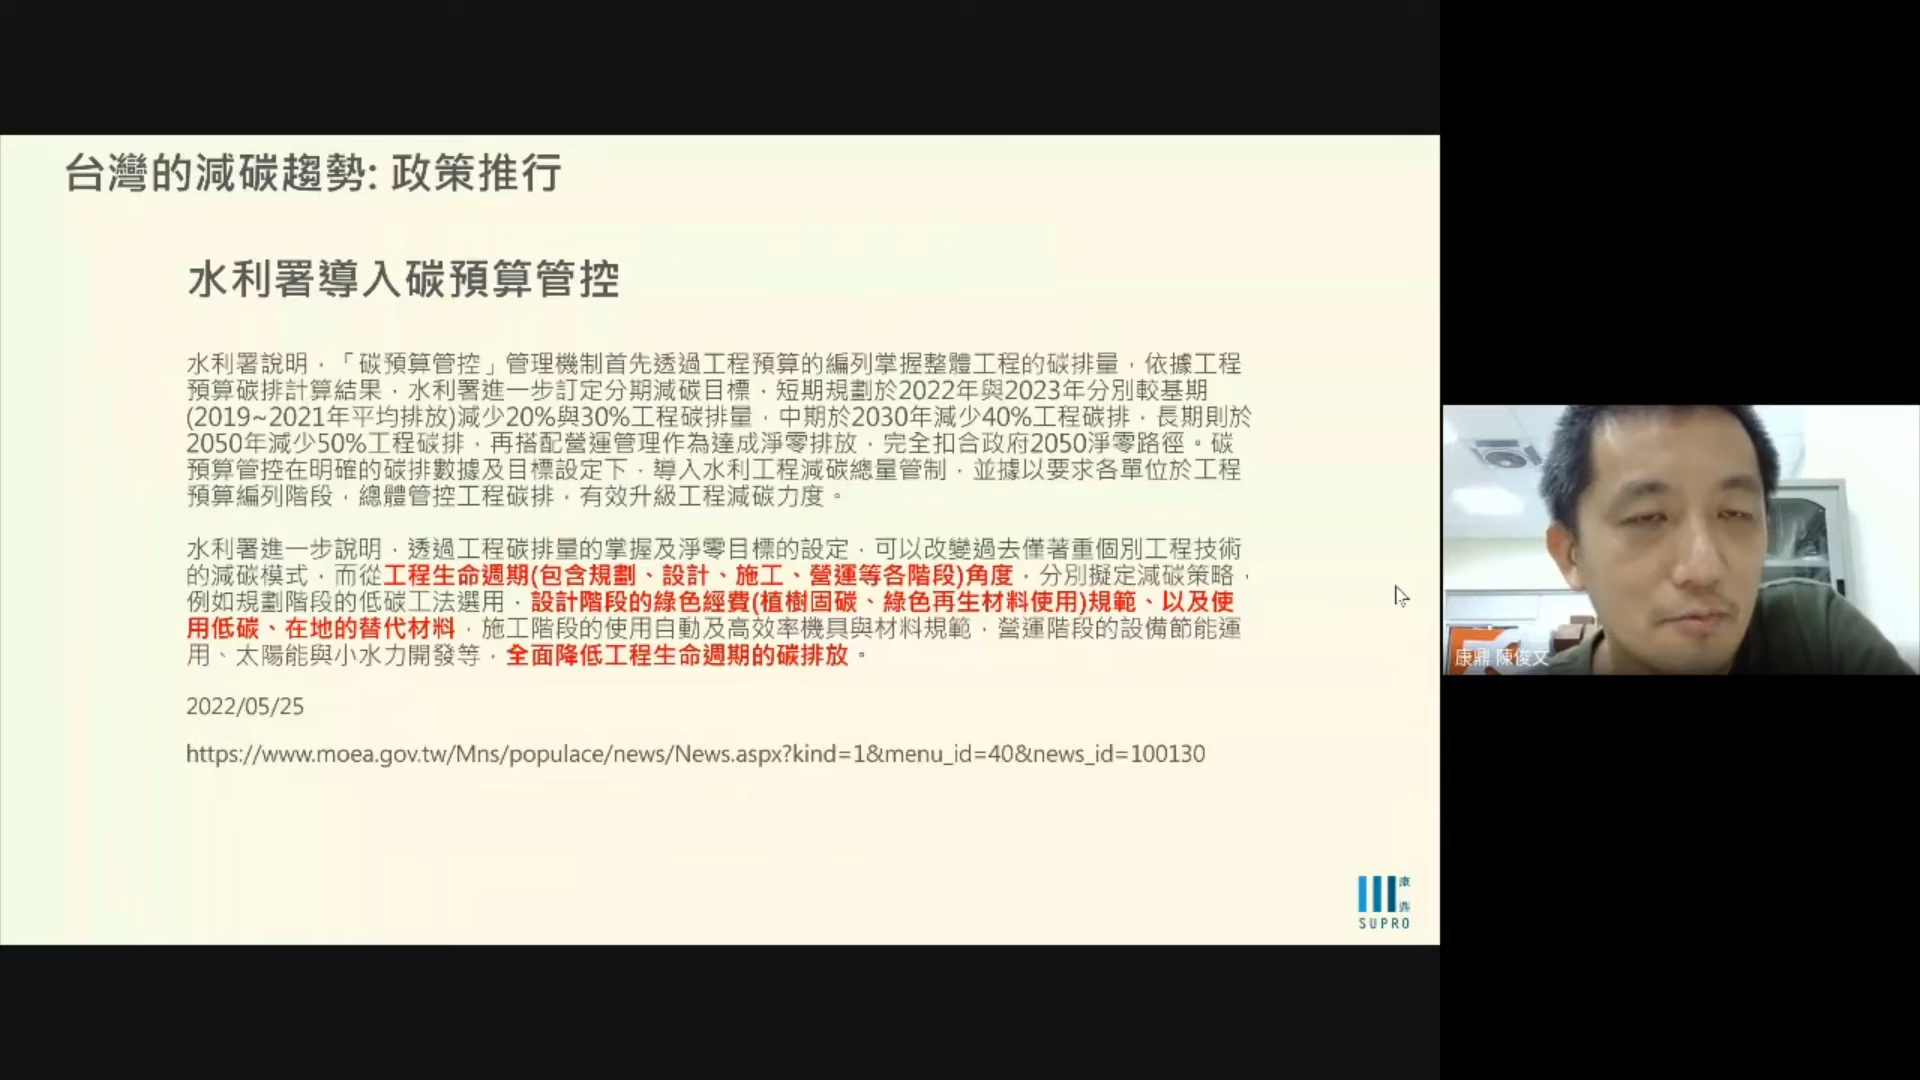 台灣的減碳趨勢: 政策推行
水利署導入碳預算管控
水利署說明，「碳預算管控」管理機制首先透過工程預算的編列掌握整體工程的碳排量，依據工程
預算碳排計算結果，水利署進一步訂定分期減碳目標，短期規劃於2022年與2023年分別較基期
(2019~2021年平均排放)減少20%與30%工程碳排量，中期於2030年減少40%工程碳排，長期則於
2050年減少50%工程碳排，再搭配營運管理作為達成淨零排放，完全扣合政府2050淨零路徑。碳
預算管控在明確的碳排數據及目標設定下，導入水利工程減碳總量管制，並據以要求各單位於工程
預算編列階段，總體管控工程碳排，有效升級工程減碳力度。
水利署進一步說明，透過工程碳排量的掌握及淨零目標的設定，可以改變過去僅著重個別工程技術
的減碳模式，而從工程生命週期(包含規劃、設計、施工、營運等各階段)角度，分別擬定減碳策略，
例如規劃階段的低碳工法選用，設計階段的綠色經費(植樹固碳、綠色再生材料使用)規範、以及使
用低碳、在地的替代材料，施工階段的使用自動及高效率機具與材料規範，營運階段的設備節能運
用、太陽能與小水力開發等，全面降低工程生命週期的碳排放。
2022/05/25
https://www.moea.gov.tw/Mns/populace/news/News.aspx?kind=1&menu_id=40&news_id=100130
康鼎
SUPRO
康鼎 陳俊文